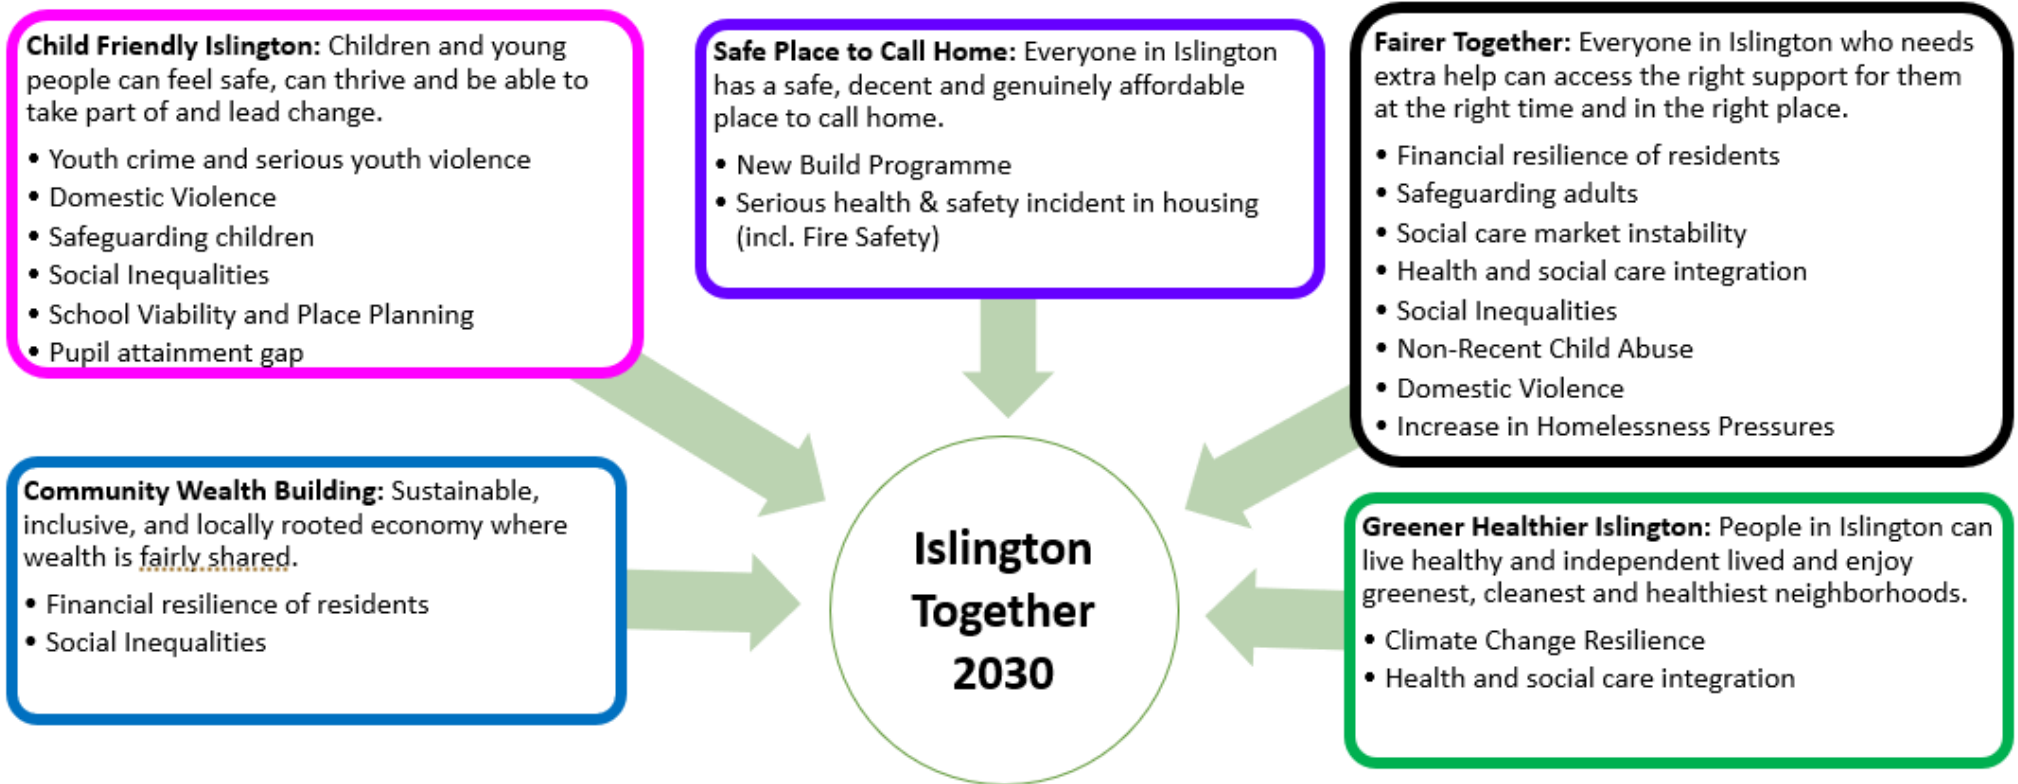 Child Friendly Islington: Children and young
people can feel safe, can thrive and be able to
take part of and lead change.
• Youth crime and serious youth violence
• Domestic Violence
• Safeguarding children
• Social Inequalities
• School Viability and Place Planning
• Pupil attainment gap
Safe Place to Call Home: Everyone in Islington
has a safe, decent and genuinely affordable
place to call home.
• New Build Programme
• Serious health & safety incident in housing
(incl. Fire Safety)
Fairer Together: Everyone in Islington who needs
extra help can access the right support for them
at the right time and in the right place.
• Financial resilience of residents
• Safeguarding adults
• Social care market instability
• Health and social care integration
• Social Inequalities
• Non-Recent Child Abuse
• Domestic Violence
• Increase in Homelessness Pressures
Community Wealth Building: Sustainable,
inclusive, and locally rooted economy where
wealth is fairly shared.
• Financial resilience of residents
• Social Inequalities
Islington
Together
2030
Greener Healthier Islington: People in Islington can
live healthy and independent lived and enjoy
greenest, cleanest and healthiest neighborhoods.
• Climate Change Resilience
• Health and social care integration